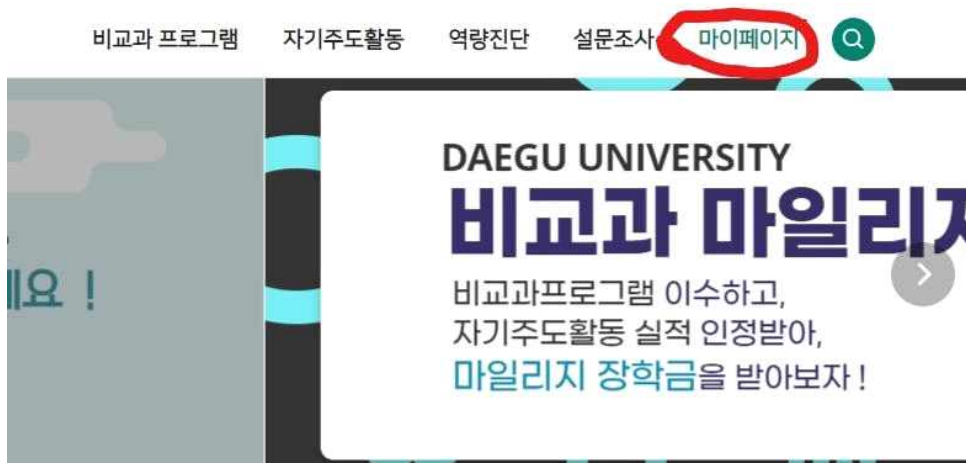 비교과 프로그램 자기주도활동 역량진단 설문조사 마이페이지
요 !
DAEGU UNIVERSITY
비교과 마일리지
비교과프로그램 이수하고,
자기주도활동 실적 인정받아,
마일리지 장학금을 받아보자 !